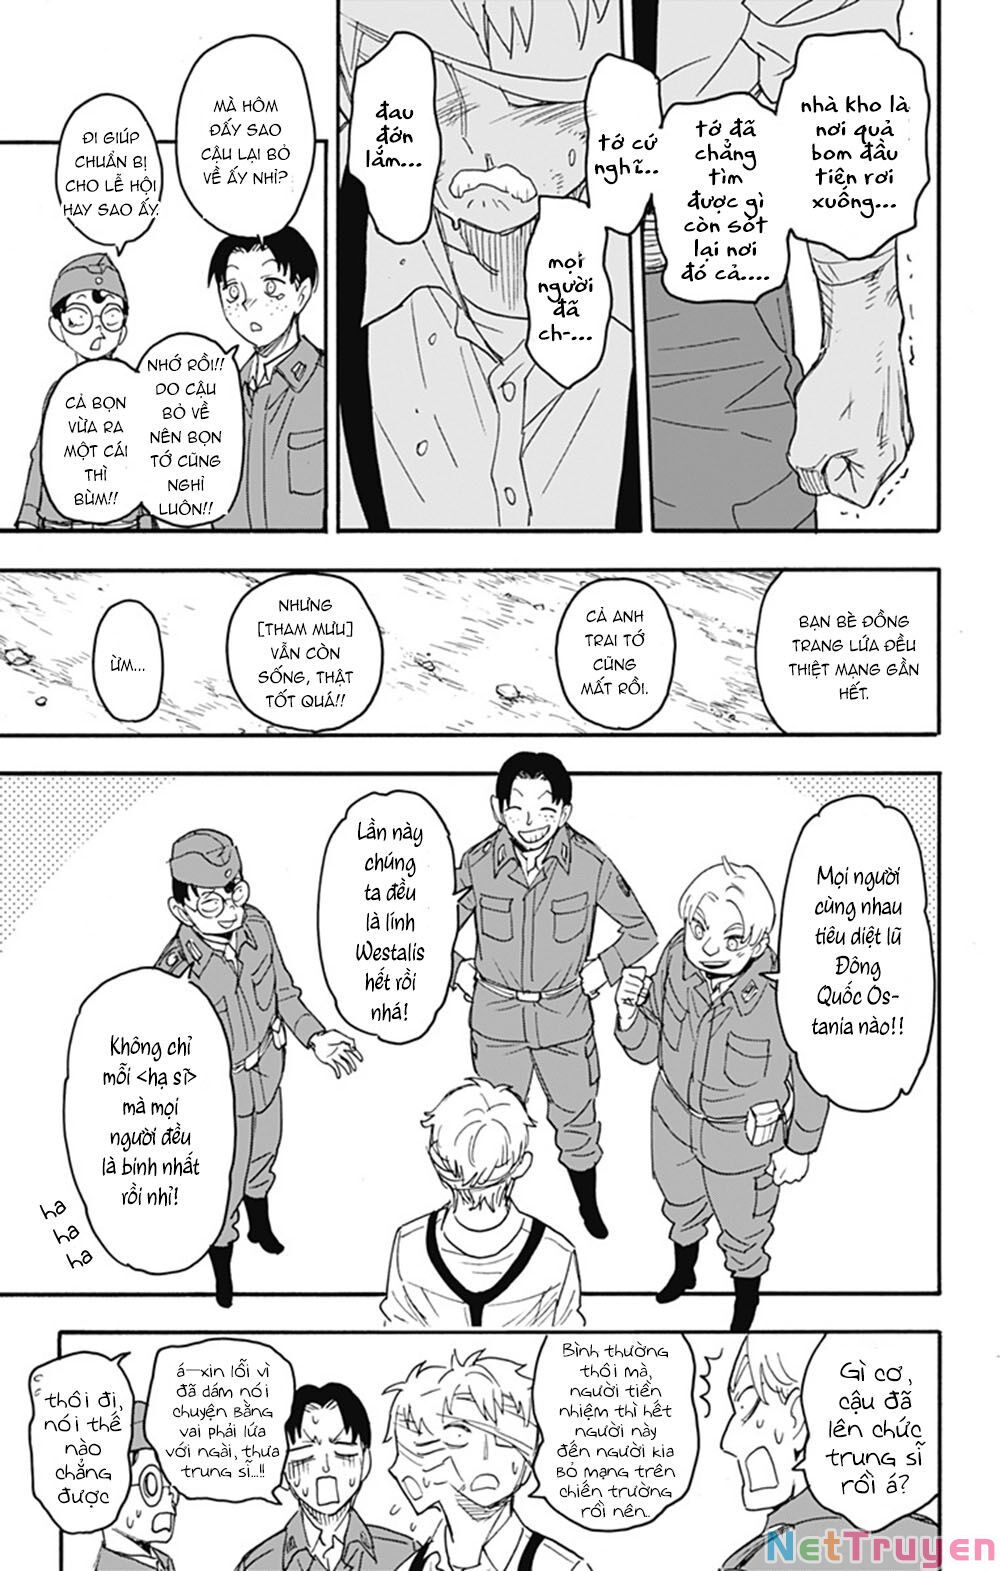 nhà kho là
nơi quả
bom đầu
tiên rơi
xuống...
tớ đã
chẳng
tìm
được gì
còn sót
lại nơi
đó cả....
tớ cứ
nghĩ..
mọi
người
đã
ch-...
đau
đớn
lắm...
MÀ HÔM
ĐẤY SAO
CẬU LẠI BỎ
VỀ ẤY NHỈ?
ĐI GIÚP
CHUẨN BỊ
CHO LỄ HỘI
HAY SAO ẤY.
NHỚ RỒI!!
DO CẬU
BỎ VỀ
NÊN BỌN
TỚ CŨNG
NGHỈ
LUÔN!!
CẢ BỌN
VỪA RA
MỘT CÁI
THÌ
BÙM!!
BẠN BÈ ĐỒNG
TRANG LỨA ĐỀU
THIỆT MẠNG GẦN
HẾT.
CẢ ANH
TRAI TỚ
CŨNG
MẤT RỒI.
NHƯNG
[THAM MƯU]
VẪN CÒN
SỐNG, THẬT
TỐT QUÁ!!
ỪM...
Mọi người
cùng nhau
tiêu diệt lũ
Đông
Quốc Os-
tania nào!!
Lần này
chúng
ta đều
là lính
Westalis
hết rồi
nhá!
Không chỉ
mỗi <hạ sĩ>
mà mọi
người đều
là binh nhất
rồi nhỉ!
ha
ha
ha
Gì cơ,
cậu đã
lên chức
trung sĩ
rồi á?
Bình thường
thôi mà,
người tiền
nhiệm thì hết
người này
đến người kia
bỏ mạng trên
chiến trường
rồi nên..
á-xin lỗi vì
đã dám nói
chuyện bằng
vai phải lứa
với ngài, thưa
trung sĩ...!!
thôi đi,
nói thế
nào
chẳng
được
NetTruyen